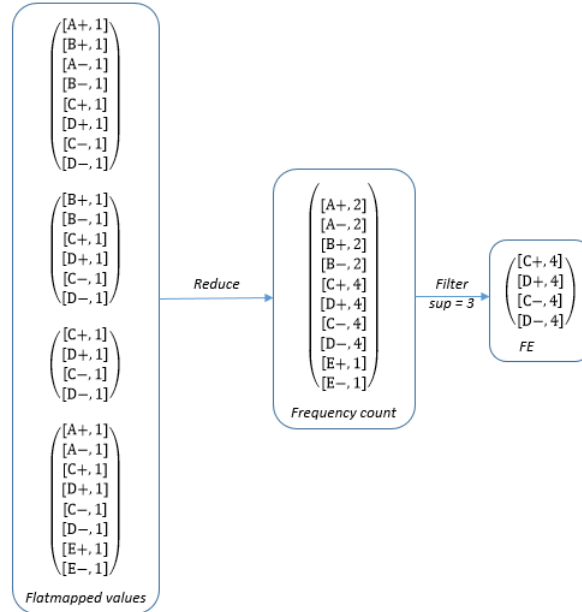 [A+, 1]
[B+, 1]
[A−, 1]
[B−, 1]
[C+, 1]
[D+, 1]
[C−, 1]
[D−, 1]
[B+, 1]
[B−, 1]
[C+, 1]
[D+, 1]
[C−, 1]
[D−, 1]
[C+, 1]
[D+, 1]
[C−, 1]
[D−, 1]
[A+, 1]
[A−, 1]
[C+, 1]
[D+, 1]
[C−, 1]
[D−, 1]
[E+, 1]
[E−, 1]
Flatmapped values
Reduce
[A+, 2]
[A−, 2]
[B+, 2]
[B−, 2]
[C+, 4]
[D+, 4]
[C−, 4]
[D−, 4]
[E+, 1]
[E−, 1]
Frequency count
Filter
sup = 3
[C+, 4]
[D+, 4]
[C−, 4]
[D−, 4]
FE